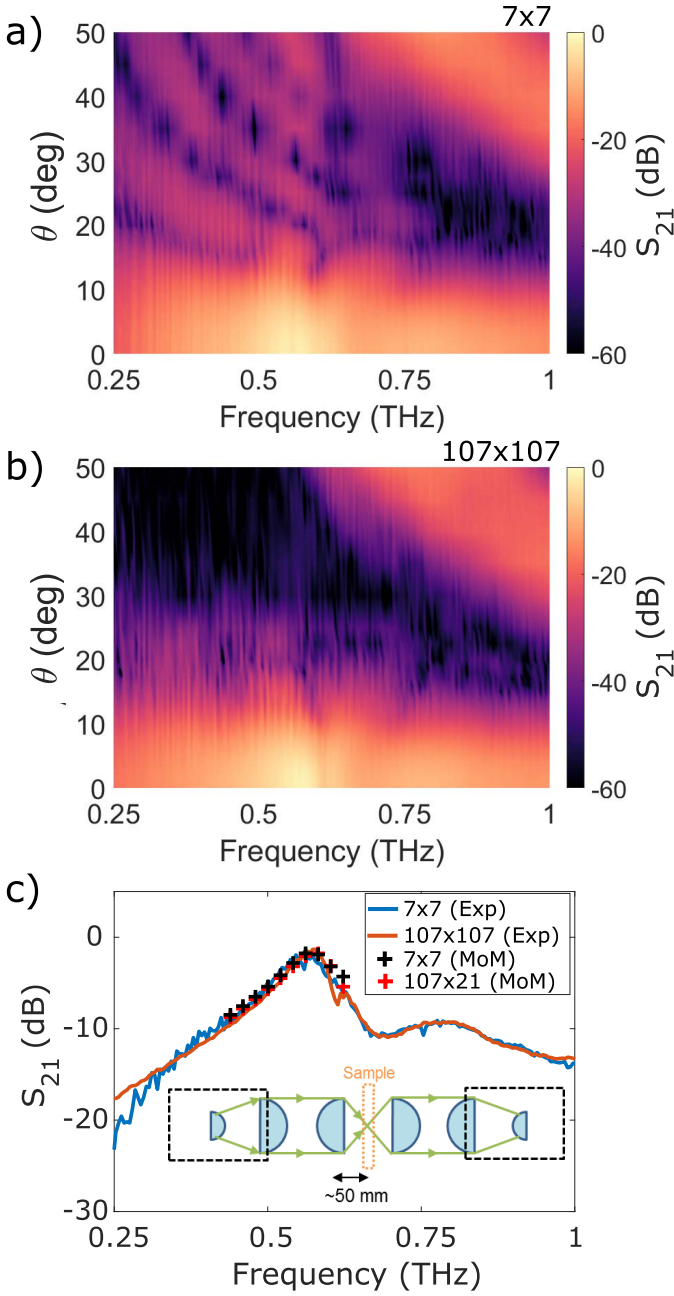 a)
7x7
50
40
30
20
10
0
θ (deg)
0.25
0.5
0.75
1
Frequency (THz)
0
-20
-40
-60
S21 (dB)
b)
107x107
50
40
30
20
10
0
θ (deg)
0.25
0.5
0.75
1
Frequency (THz)
0
-20
-40
-60
S21 (dB)
c)
0
-10
-20
-30
S21 (dB)
7x7 (Exp)
107x107 (Exp)
7x7 (MoM)
107x21 (MoM)
Sample
~50 mm
0.25
0.5
0.75
1
Frequency (THz)